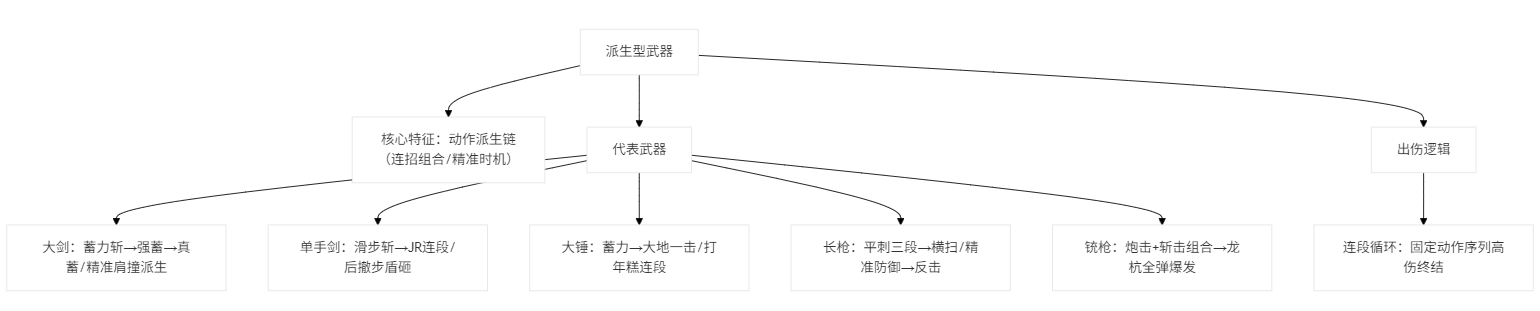 派生型武器
核心特征：动作派生链
（连招组合/精准时机）
代表武器
出伤逻辑
大剑：蓄力斩→强蓄→真
蓄/精准肩撞派生
单手剑：滑步斩→JR连段/
后撤步盾砸
大锤：蓄力→大地一击/打
年糕连段
长枪：平刺三段→横扫/精
准防御→反击
铳枪：炮击+斩击组合→龙
杭全弹爆发
连段循环：固定动作序列高
伤终结